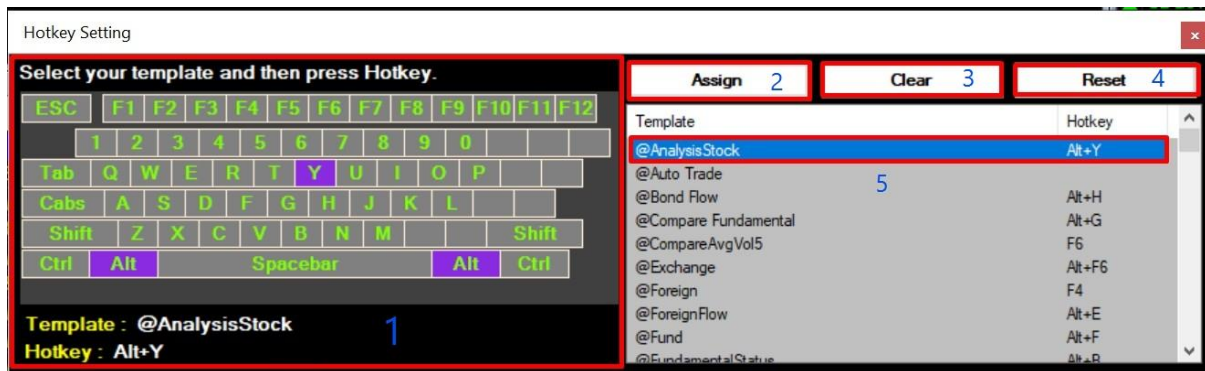 Hotkey Setting
x
Select your template and then press Hotkey.
ESC F1 F2 F3 F4 F5 F6 F7 F8 F9 F10 F11 F12
1 2 3 4 5 6 7 8 9 0
Tab Q W E R T Y U I O P
Cabs A S D F G H J K L
Shift Z X C V B N M Shift
Ctrl Alt Spacebar Alt Ctrl
Template : @AnalysisStock
Hotkey : Alt+Y
1
Assign 2 Clear 3 Reset 4
Template Hotkey
@AnalysisStock Alt+Y
@Auto Trade
5
@Bond Flow Alt+H
@Compare Fundamental Alt+G
@CompareAvgVol5 F6
@Exchange Alt+F6
@Foreign F4
@ForeignFlow Alt+E
@Fund Alt+F
@FundamentalStatus Alt+R